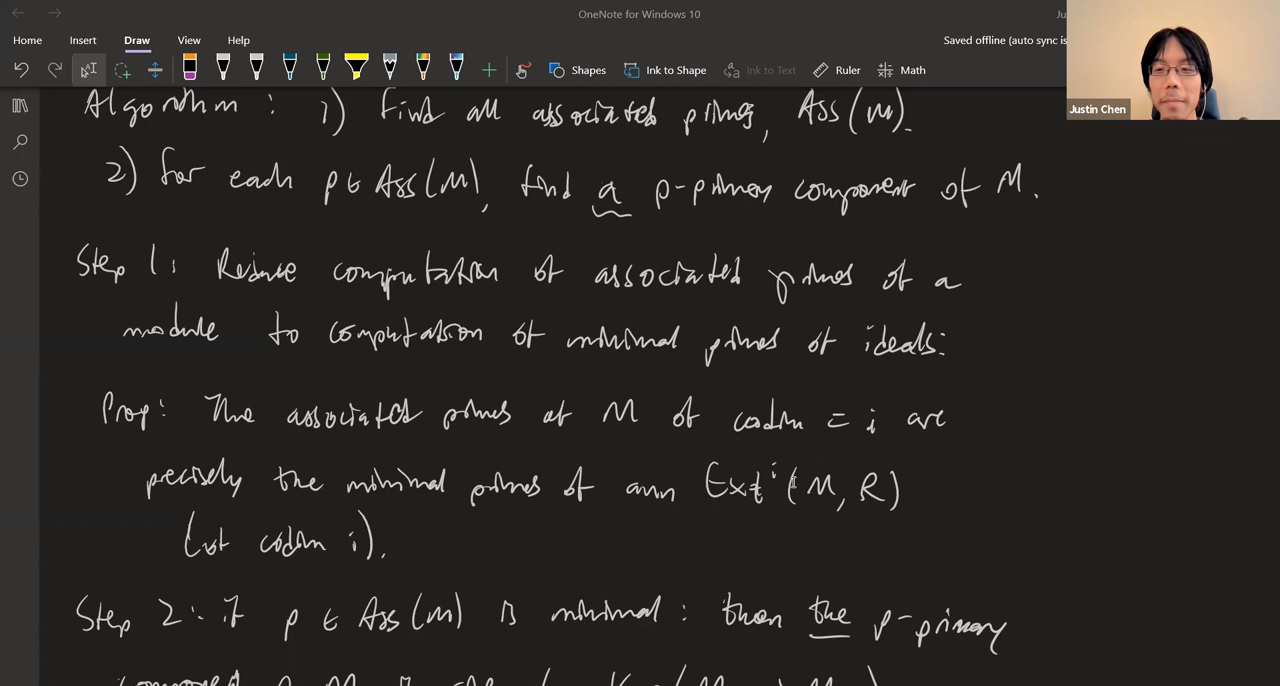 OneNote for Windows 10
Home Insert Draw View Help
Saved offline (auto sync is
Shapes Ink to Shape Ink to Text Ruler Math
Justin Chen
Algorithm : 1) Find all associated primes, Ass(M).
2) For each p ∈ Ass(M), find a p-primary component of M.
Step 1: Reduce computation of associated primes of a
module to computation of minimal primes of ideals:
Prop: The associated primes of M of codim = i are
precisely the minimal primes of ann Ext^i(M, R)
(of codim i).
Step 2: if p ∈ Ass(M) is minimal: then the p-primary